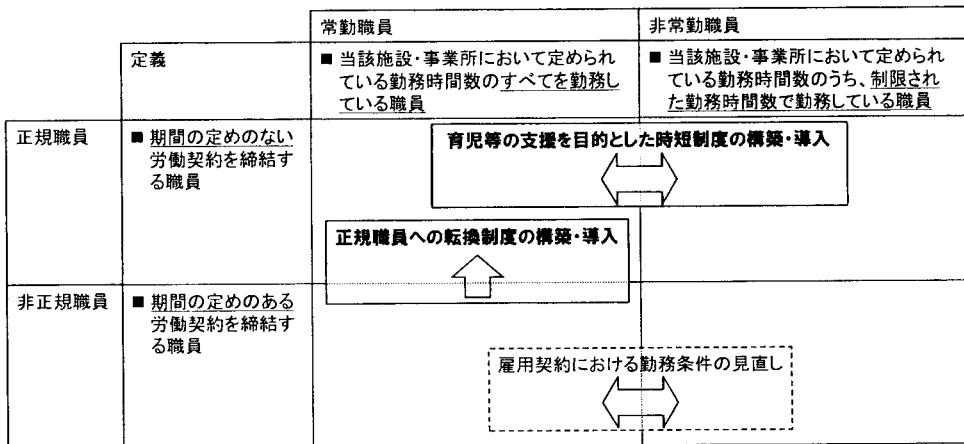 常勤職員
非常勤職員
定義
■ 当該施設・事業所において定められ
ている勤務時間数のすべてを勤務し
ている職員
■ 当該施設・事業所において定められ
ている勤務時間数のうち、制限され
た勤務時間数で勤務している職員
正規職員
■ 期間の定めのない
労働契約を締結す
る職員
育児等の支援を目的とした時短制度の構築・導入
正規職員への転換制度の構築・導入
非正規職員
■ 期間の定めのある
労働契約を締結す
る職員
雇用契約における勤務条件の見直し